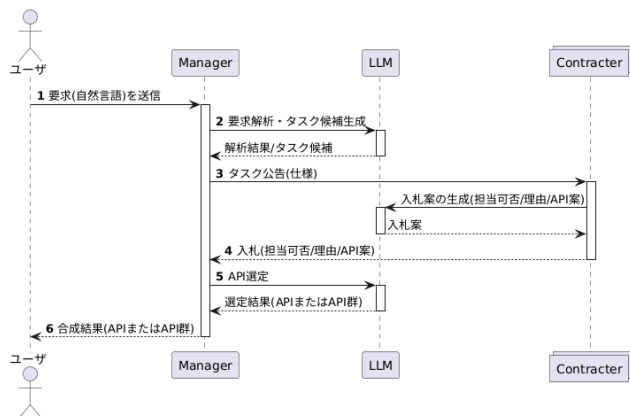 ユーザ
Manager
LLM
Contracter
1 要求(自然言語)を送信
2 要求解析・タスク候補生成
解析結果/タスク候補
3 タスク公告(仕様)
入札案の生成(担当可否/理由/API案)
入札案
4 入札(担当可否/理由/API案)
5 API選定
選定結果(APIまたはAPI群)
6 合成結果(APIまたはAPI群)
ユーザ
Manager
LLM
Contracter